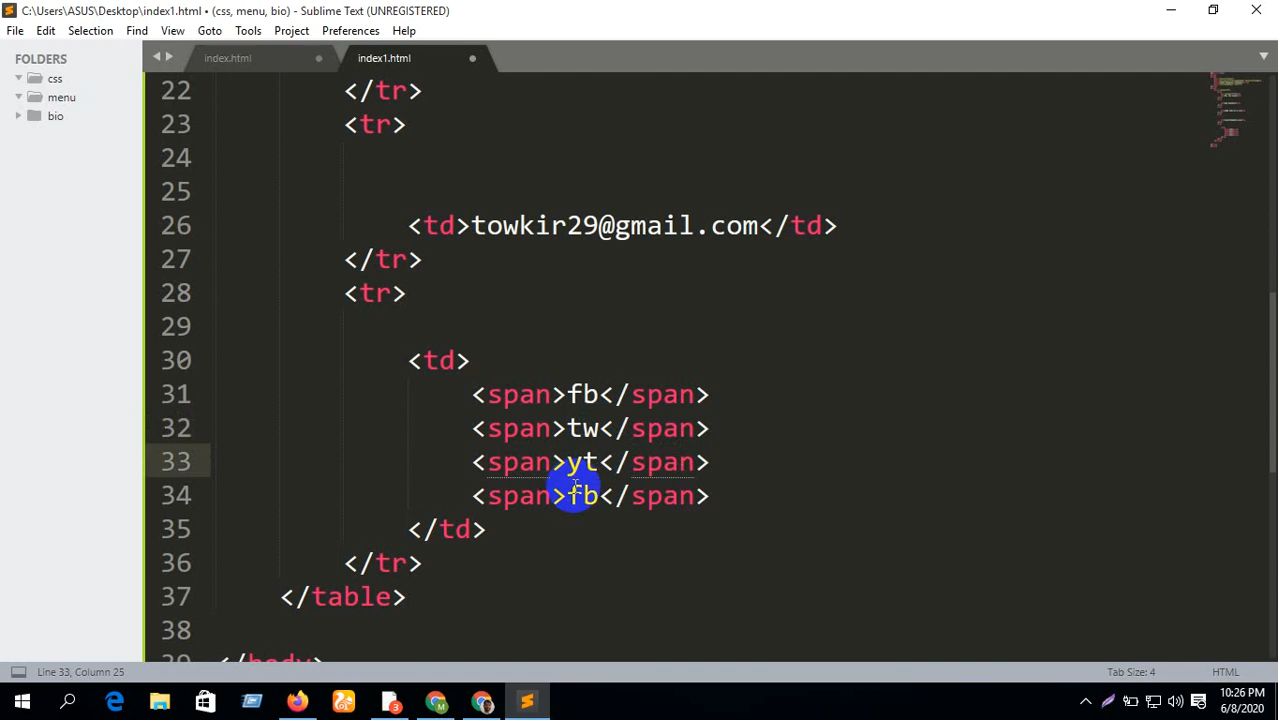 C:\Users\ASUS\Desktop\index1.html • (css, menu, bio) - Sublime Text (UNREGISTERED)
File Edit Selection Find View Goto Tools Project Preferences Help
FOLDERS
css
menu
bio
index.html
index1.html
22 </tr>
23 <tr>
24
25
26 <td>towkir29@gmail.com</td>
27 </tr>
28 <tr>
29
30 <td>
31 <span>fb</span>
32 <span>tw</span>
33 <span>yt</span>
34 <span>fb</span>
35 </td>
36 </tr>
37 </table>
38
39 </body>
Line 33, Column 25
Tab Size: 4
HTML
10:26 PM
6/8/2020